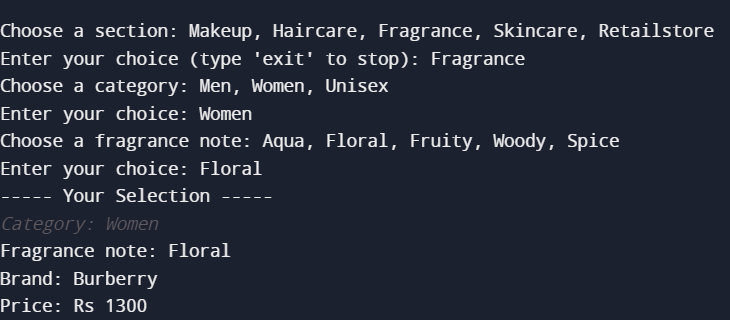 Choose a section: Makeup, Haircare, Fragrance, Skincare, Retailstore
Enter your choice (type 'exit' to stop): Fragrance
Choose a category: Men, Women, Unisex
Enter your choice: Women
Choose a fragrance note: Aqua, Floral, Fruity, Woody, Spice
Enter your choice: Floral
----- Your Selection -----
Category: Women
Fragrance note: Floral
Brand: Burberry
Price: Rs 1300